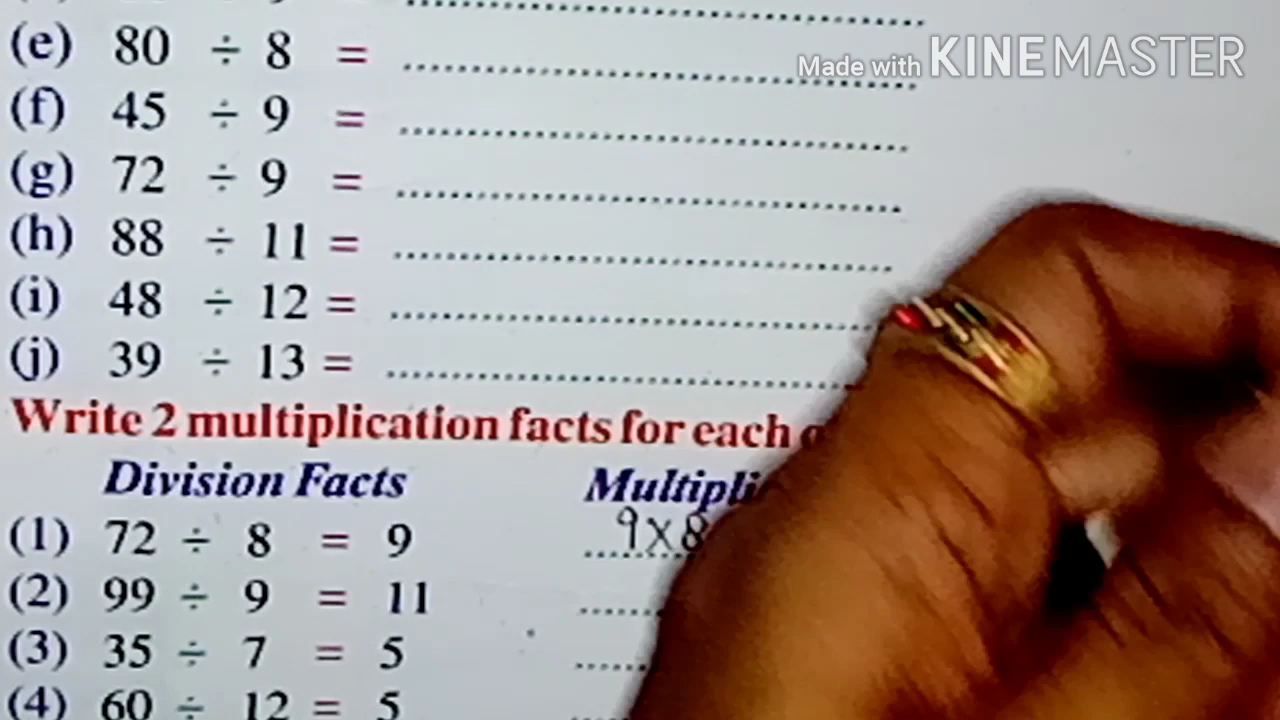 (e) 80 ÷ 8 =
Made with KINEMASTER
(f) 45 ÷ 9 =
(g) 72 ÷ 9 =
(h) 88 ÷ 11 =
(i) 48 ÷ 12 =
(j) 39 ÷ 13 =
Write 2 multiplication facts for each
Division Facts
(1) 72 ÷ 8 = 9 9×8
(2) 99 ÷ 9 = 11
(3) 35 ÷ 7 = 5
(4) 60 ÷ 12 = 5